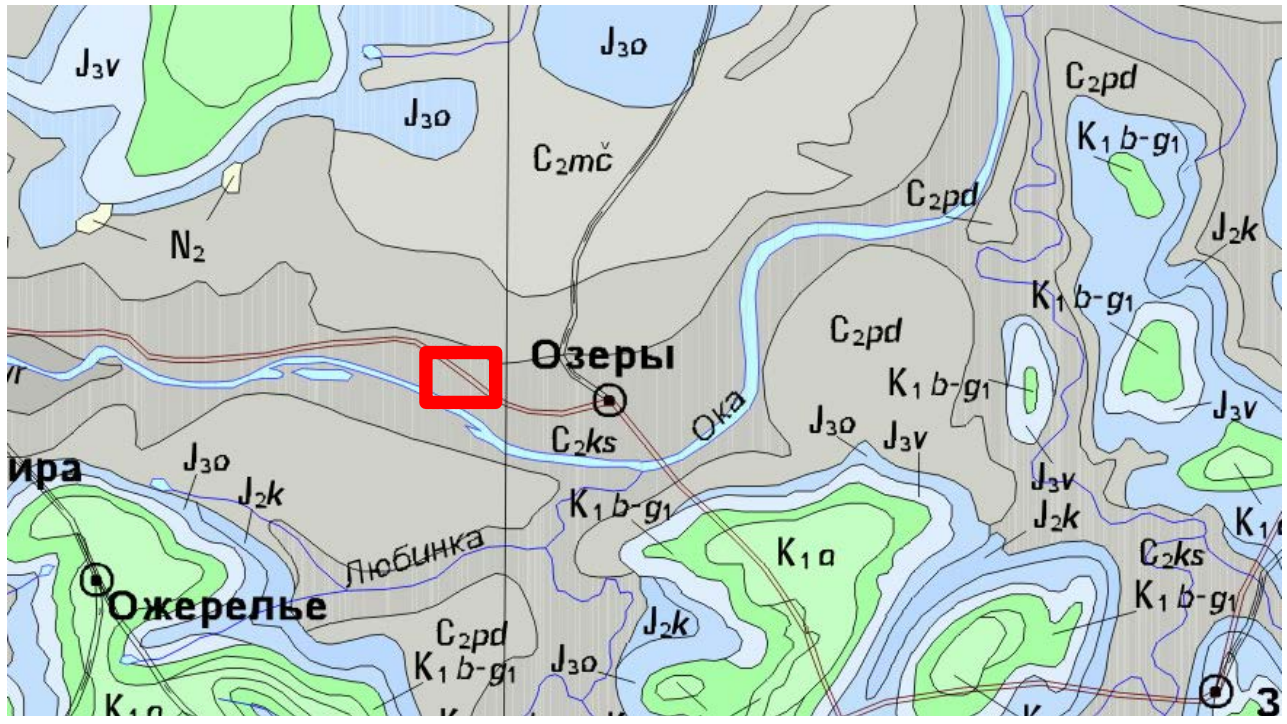 J₃o
J₃v
C₂pd
J₃o
K₁ b-g₁
C₂mč
C₂pd
J₂k
N₂
K₁ b-g₁
C₂pd
Озеры
K₁ b-g₁
Ока
J₃v
C₂ks
J₃o
J₃v
ира
J₃o
J₃v
J₂k
K₁ b-g₁
J₂k
K₁ a
K₁ a
C₂ks
Любинка
K₁ b-g₁
Ожерелье
C₂pd
J₂k
K₁ b-g₁
J₃o
K₁ a
З